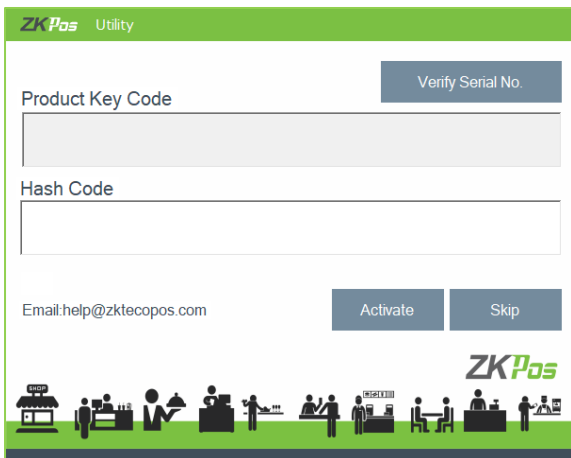 ZKPos Utility
Verify Serial No.
Product Key Code
Hash Code
Email:help@zktecopos.com
Activate
Skip
ZKPos
SHOP